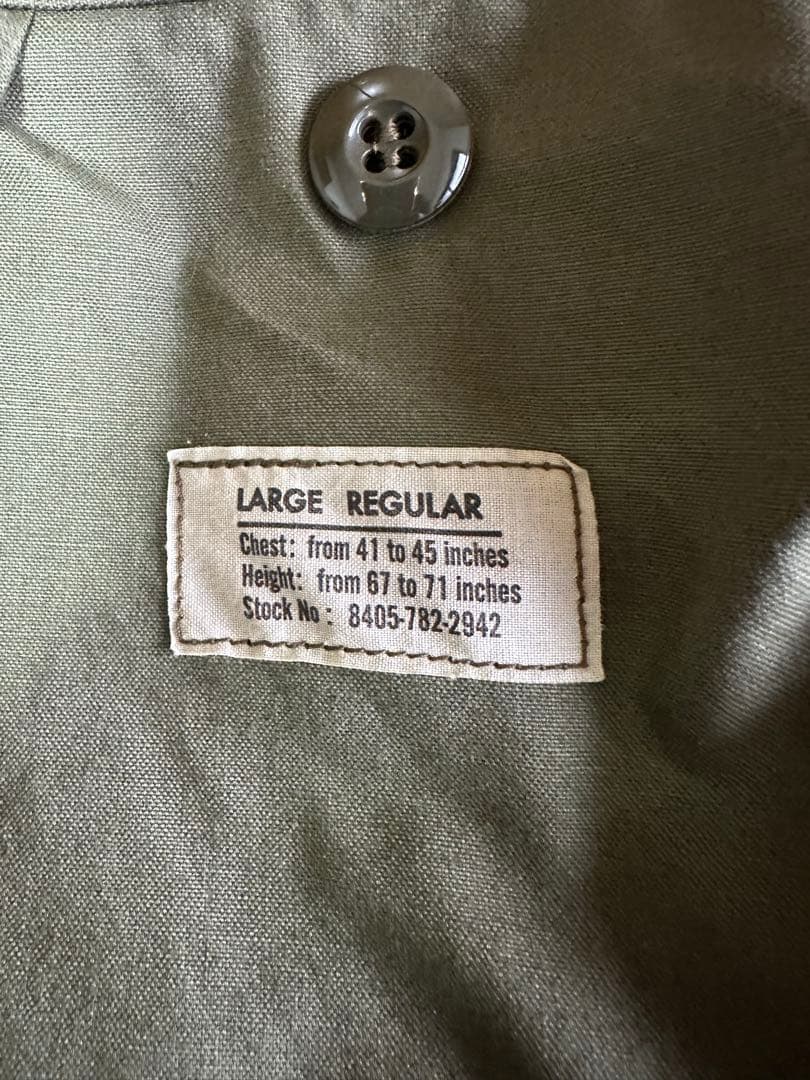 LARGE REGULAR
Chest: from 41 to 45 inches
Height: from 67 to 71 inches
Stock No : 8405-782-2942